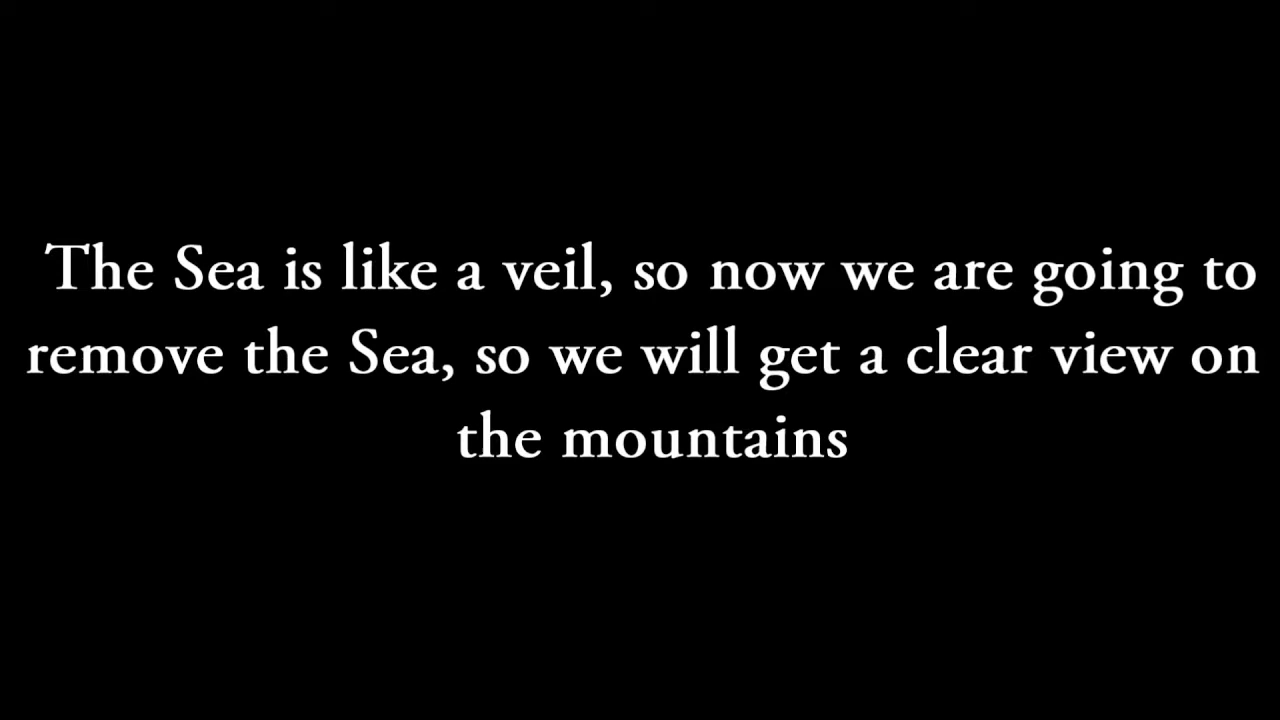 The Sea is like a veil, so now we are going to
remove the Sea, so we will get a clear view on
the mountains